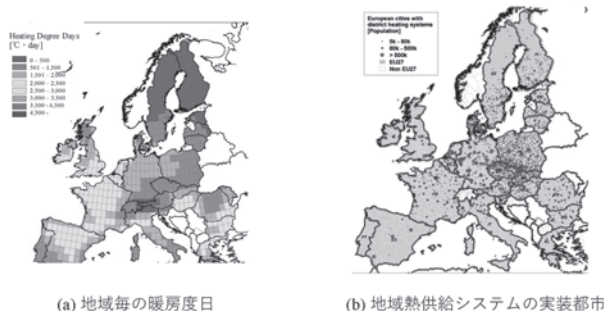 Heating Degree Days
[℃・day]
0 - 500
501 - 1,500
1,501 - 2,000
2,000 - 2,500
2,500 - 3,000
3,000 - 3,500
3,500 - 4,500
4,500 -
(a) 地域毎の暖房度日
European cities with
district heating systems
[Population]
5k - 80k
80k - 500k
> 500k
EU27
Non EU27
(b) 地域熱供給システムの実装都市